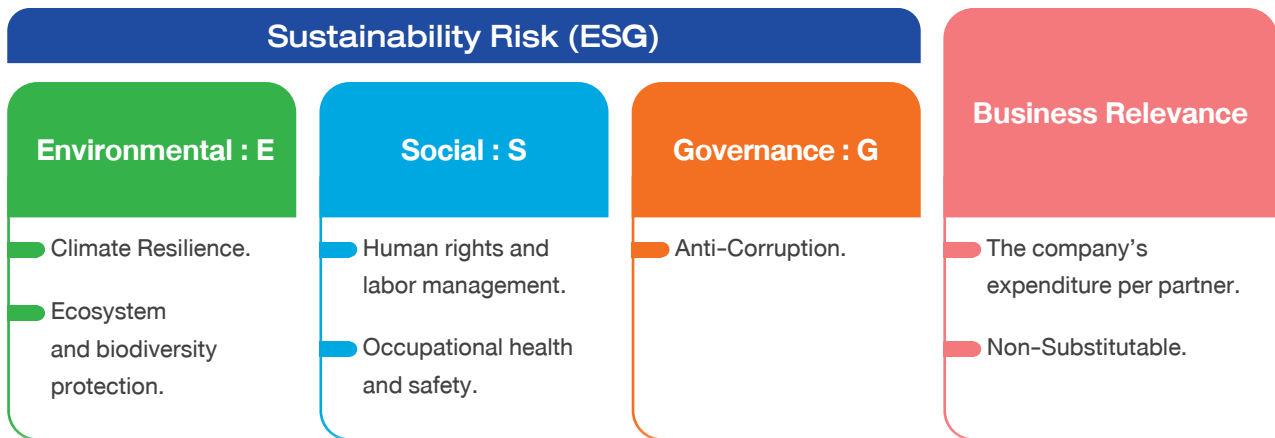 Sustainability Risk (ESG)
Environmental : E
Climate Resilience.
Ecosystem
and biodiversity
protection.
Social : S
Human rights and
labor management.
Occupational health
and safety.
Governance : G
Anti-Corruption.
Business Relevance
The company’s
expenditure per partner.
Non-Substitutable.